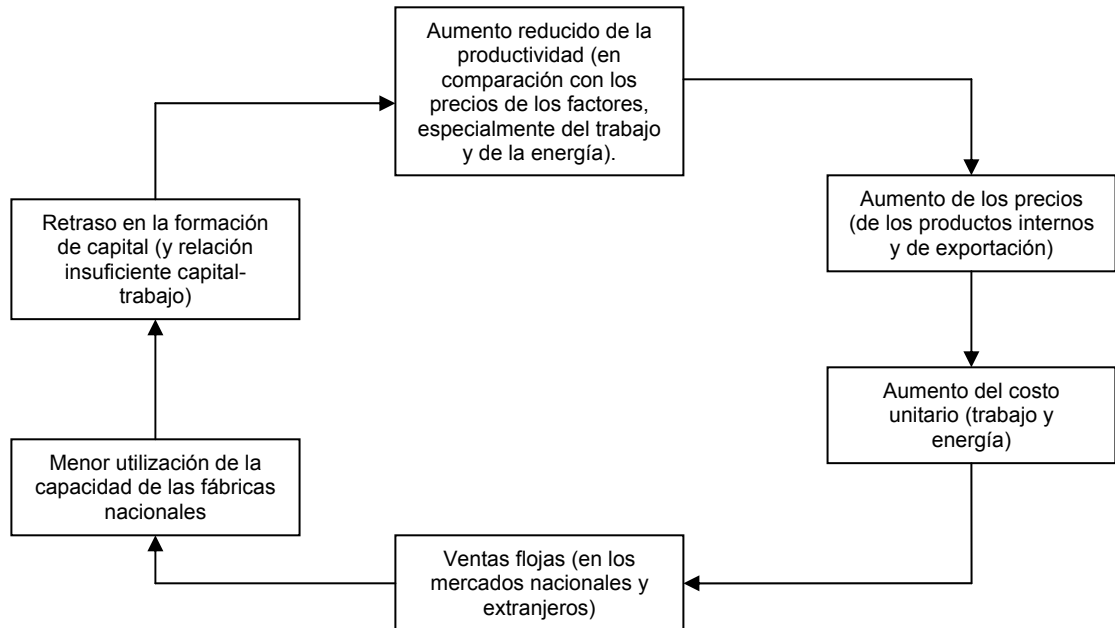 Aumento reducido de la
productividad (en
comparación con los
precios de los factores,
especialmente del trabajo
y de la energía).
Aumento de los precios
(de los productos internos
y de exportación)
Aumento del costo
unitario (trabajo y
energía)
Ventas flojas (en los
mercados nacionales y
extranjeros)
Menor utilización de la
capacidad de las fábricas
nacionales
Retraso en la formación
de capital (y relación
insuficiente capital-
trabajo)